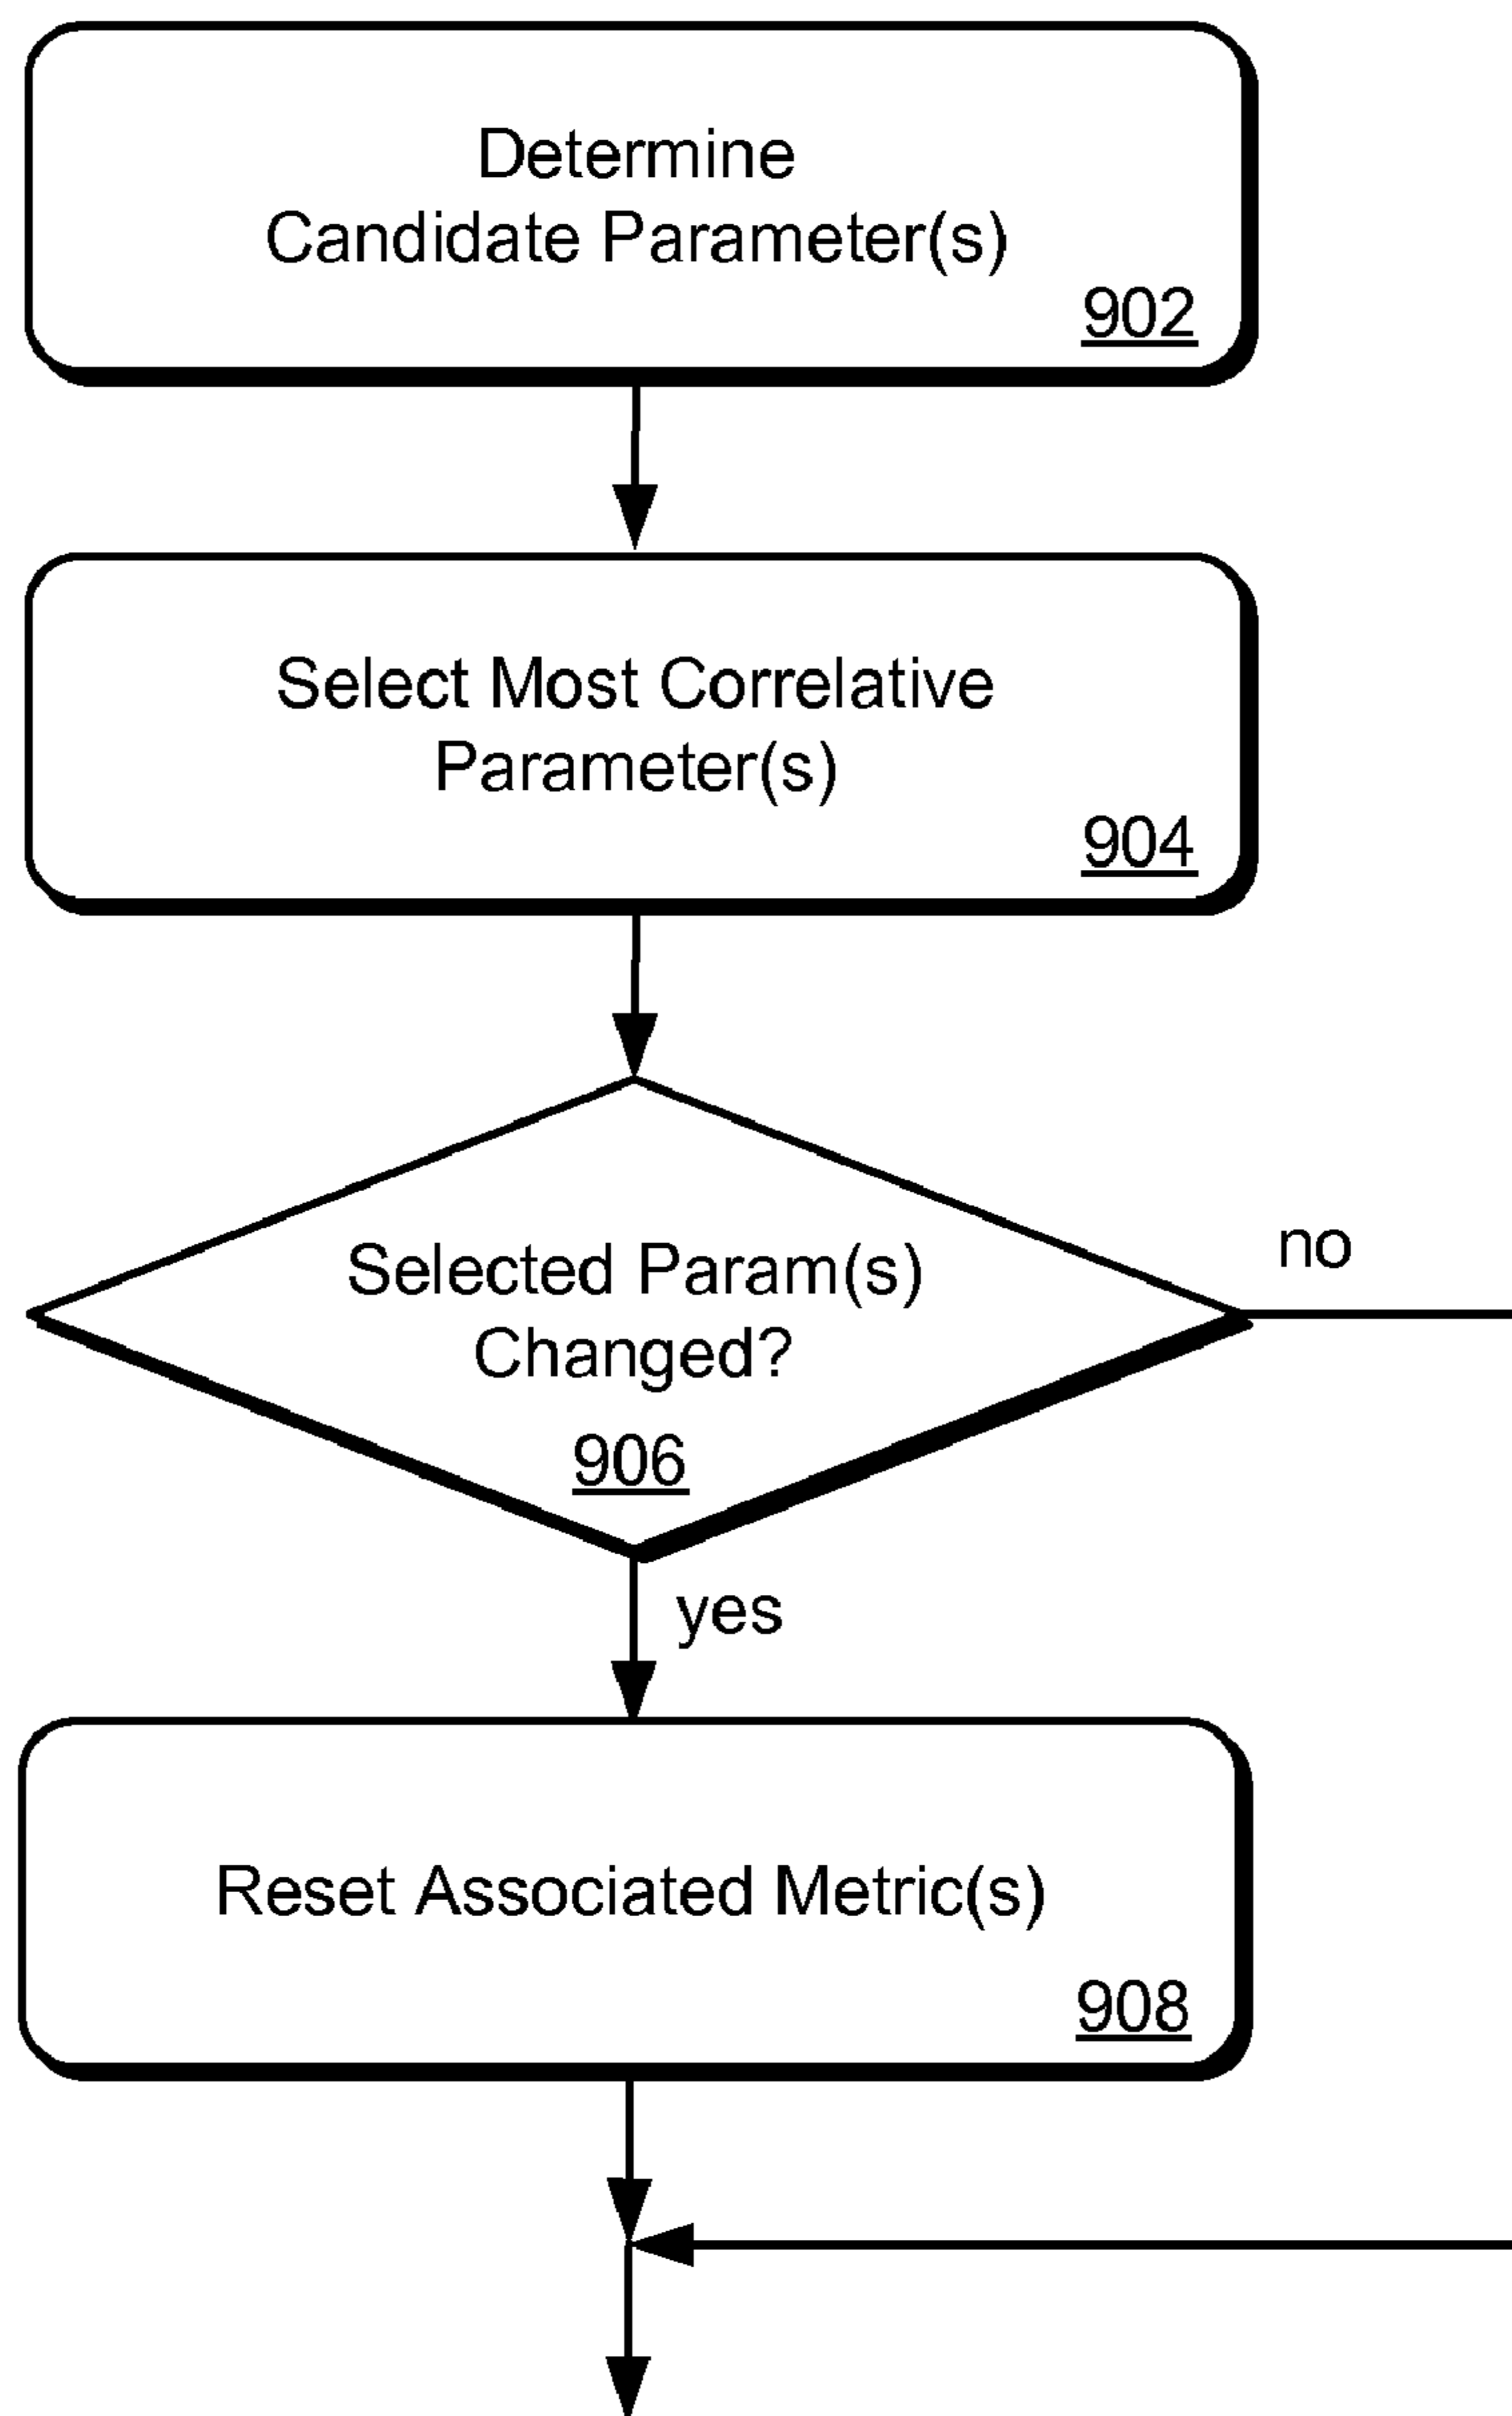 Determine
Candidate Parameter(s)
902
Select Most Correlative
Parameter(s)
904
Selected Param(s)
Changed?
906
no
yes
Reset Associated Metric(s)
908